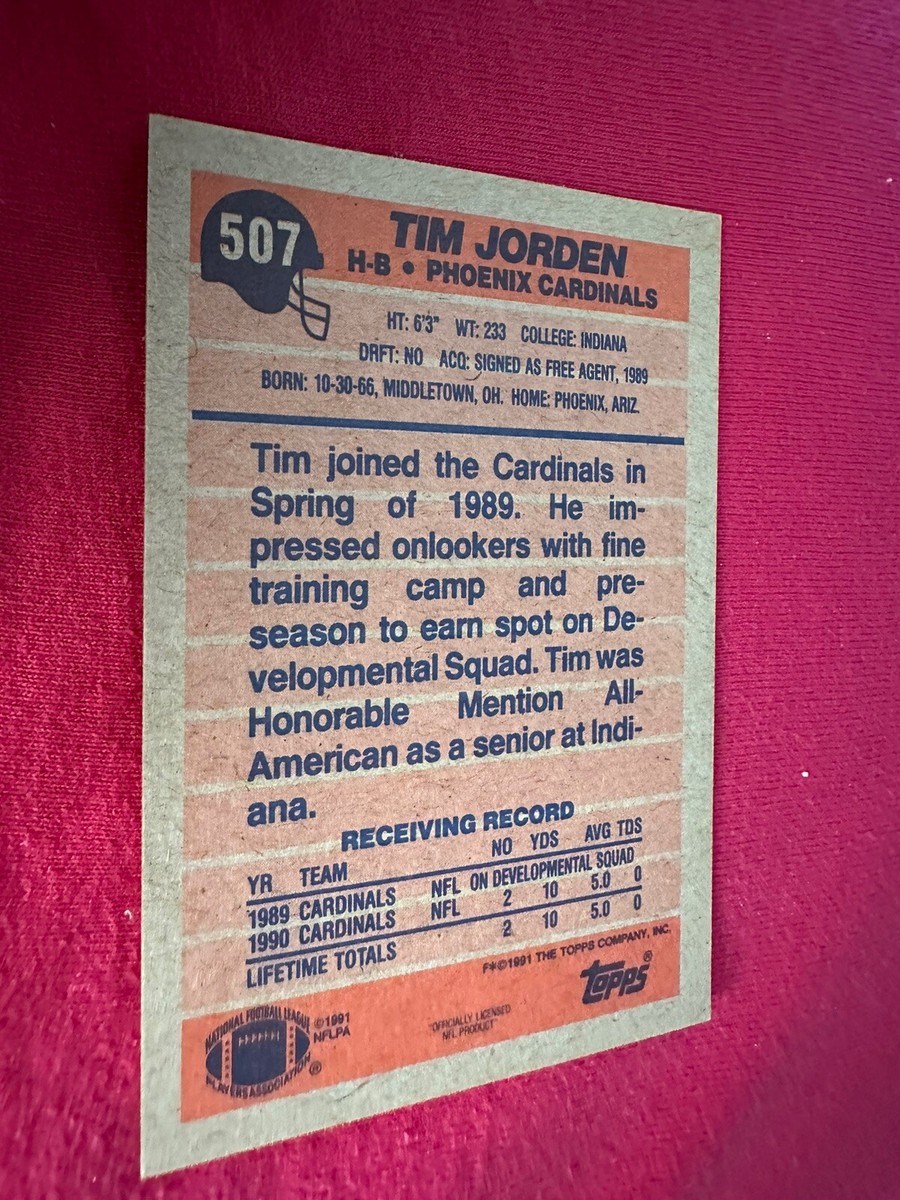 507
TIM JORDEN
H-B • PHOENIX CARDINALS
HT: 6'3" WT: 233 COLLEGE: INDIANA
DRFT: NO ACQ: SIGNED AS FREE AGENT, 1989
BORN: 10-30-66, MIDDLETOWN, OH. HOME: PHOENIX, ARIZ.
Tim joined the Cardinals in
Spring of 1989. He im-
pressed onlookers with fine
training camp and pre-
season to earn spot on De-
velopmental Squad. Tim was
Honorable Mention All-
American as a senior at Indi-
ana.
RECEIVING RECORD
YR TEAM NO YDS AVG TDS
1989 CARDINALS NFL ON DEVELOPMENTAL SQUAD
1990 CARDINALS NFL 2 10 5.0 0
LIFETIME TOTALS 2 10 5.0 0
F*©1991 THE TOPPS COMPANY, INC.
topps®
NATIONAL FOOTBALL LEAGUE
PLAYERS ASSOCIATION ®
©1991
NFLPA
"OFFICIALLY LICENSED
NFL PRODUCT"